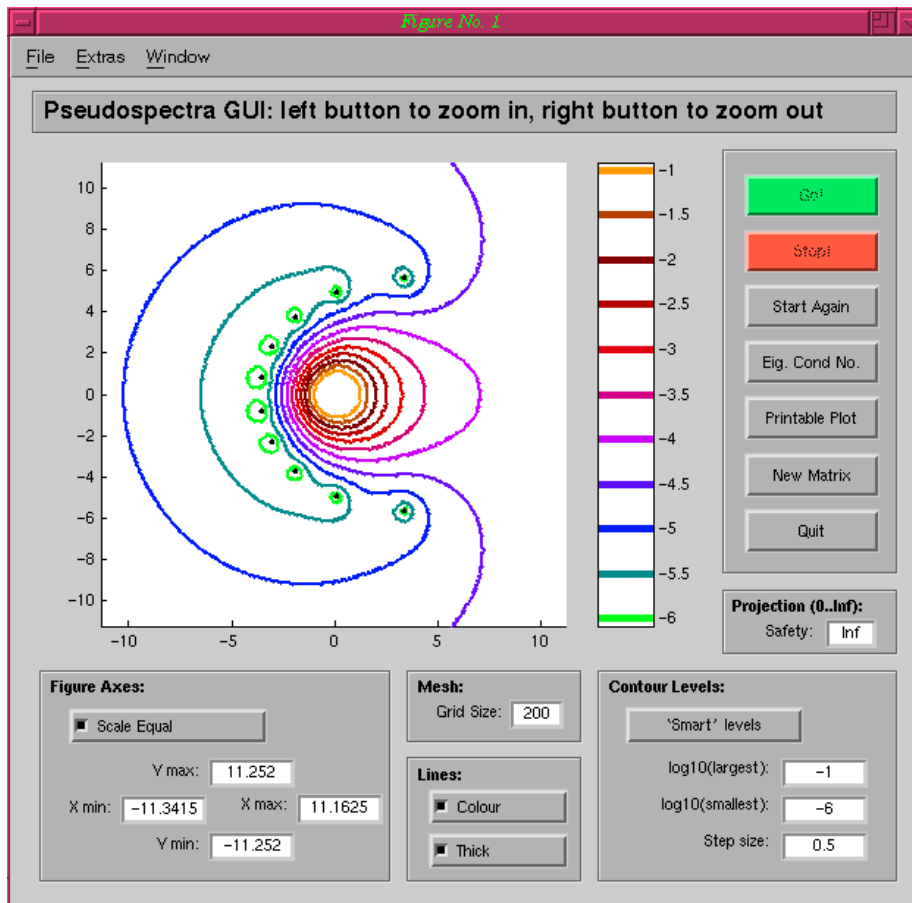 Figure No. 1
File Extras Window
Pseudospectra GUI: left button to zoom in, right button to zoom out
10
8
6
4
2
0
−2
−4
−6
−8
−10
−10 −5 0 5 10
−1
−1.5
−2
−2.5
−3
−3.5
−4
−4.5
−5
−5.5
−6
Go!
Stop!
Start Again
Eig. Cond No.
Printable Plot
New Matrix
Quit
Projection (0..Inf):
Safety: Inf
Figure Axes:
Scale Equal
Y max: 11.252
X min: −11.3415 X max: 11.1625
Y min: −11.252
Mesh:
Grid Size: 200
Lines:
Colour
Thick
Contour Levels:
'Smart' levels
log10(largest): −1
log10(smallest): −6
Step size: 0.5